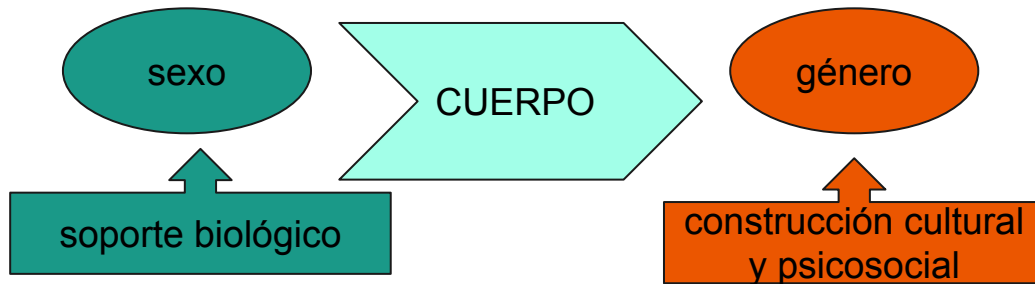 sexo
CUERPO
género
soporte biológico
construcción cultural
y psicosocial